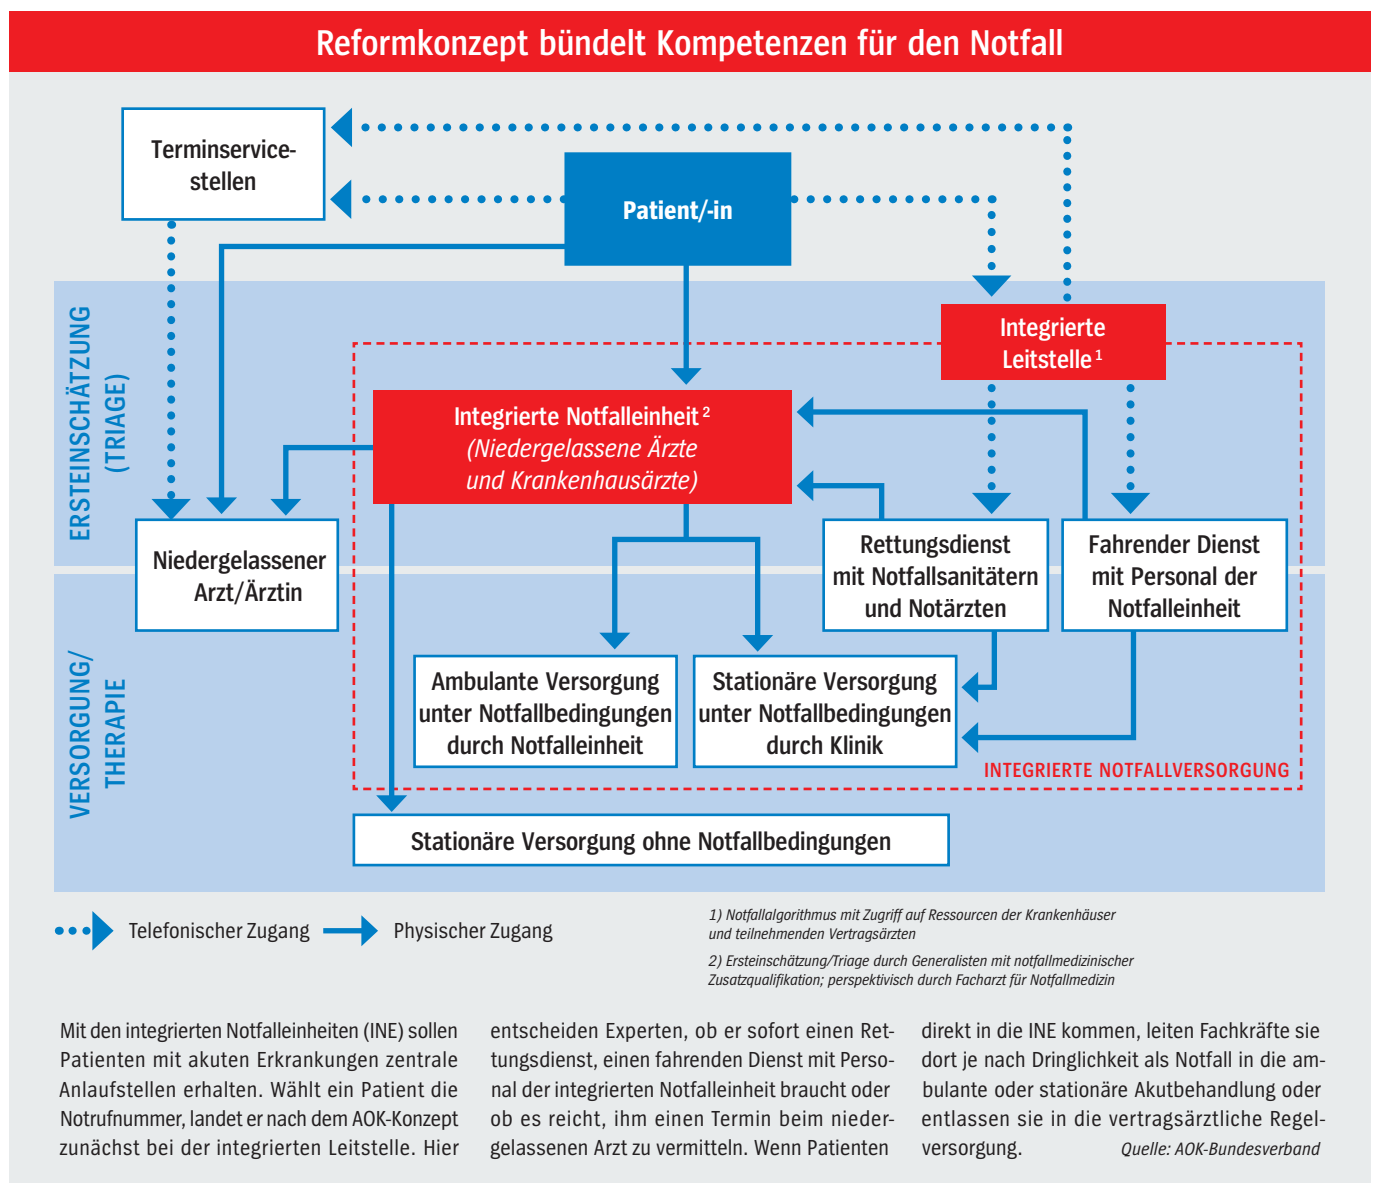 Reformkonzept bündelt Kompetenzen für den Notfall
Terminservice-
stellen
Patient/-in
ERSTEINSCHÄTZUNG
(TRIAGE)
Integrierte
Leitstelle 1
Integrierte Notfalleinheit 2
(Niedergelassene Ärzte
und Krankenhausärzte)
Niedergelassener
Arzt/Ärztin
Rettungsdienst
mit Notfallsanitätern
und Notärzten
Fahrender Dienst
mit Personal der
Notfalleinheit
VERSORGUNG/
THERAPIE
Ambulante Versorgung
unter Notfallbedingungen
durch Notfalleinheit
Stationäre Versorgung
unter Notfallbedingungen
durch Klinik
INTEGRIERTE NOTFALLVERSORGUNG
Stationäre Versorgung ohne Notfallbedingungen
Telefonischer Zugang
Physischer Zugang
1) Notfallalgorithmus mit Zugriff auf Ressourcen der Krankenhäuser
und teilnehmenden Vertragsärzten
2) Ersteinschätzung/Triage durch Generalisten mit notfallmedizinischer
Zusatzqualifikation; perspektivisch durch Facharzt für Notfallmedizin
Mit den integrierten Notfalleinheiten (INE) sollen
Patienten mit akuten Erkrankungen zentrale
Anlaufstellen erhalten. Wählt ein Patient die
Notrufnummer, landet er nach dem AOK-Konzept
zunächst bei der integrierten Leitstelle. Hier
entscheiden Experten, ob er sofort einen Ret-
tungsdienst, einen fahrenden Dienst mit Perso-
nal der integrierten Notfalleinheit braucht oder
ob es reicht, ihm einen Termin beim nieder-
gelassenen Arzt zu vermitteln. Wenn Patienten
direkt in die INE kommen, leiten Fachkräfte sie
dort je nach Dringlichkeit als Notfall in die am-
bulante oder stationäre Akutbehandlung oder
entlassen sie in die vertragsärztliche Regel-
versorgung. Quelle: AOK-Bundesverband